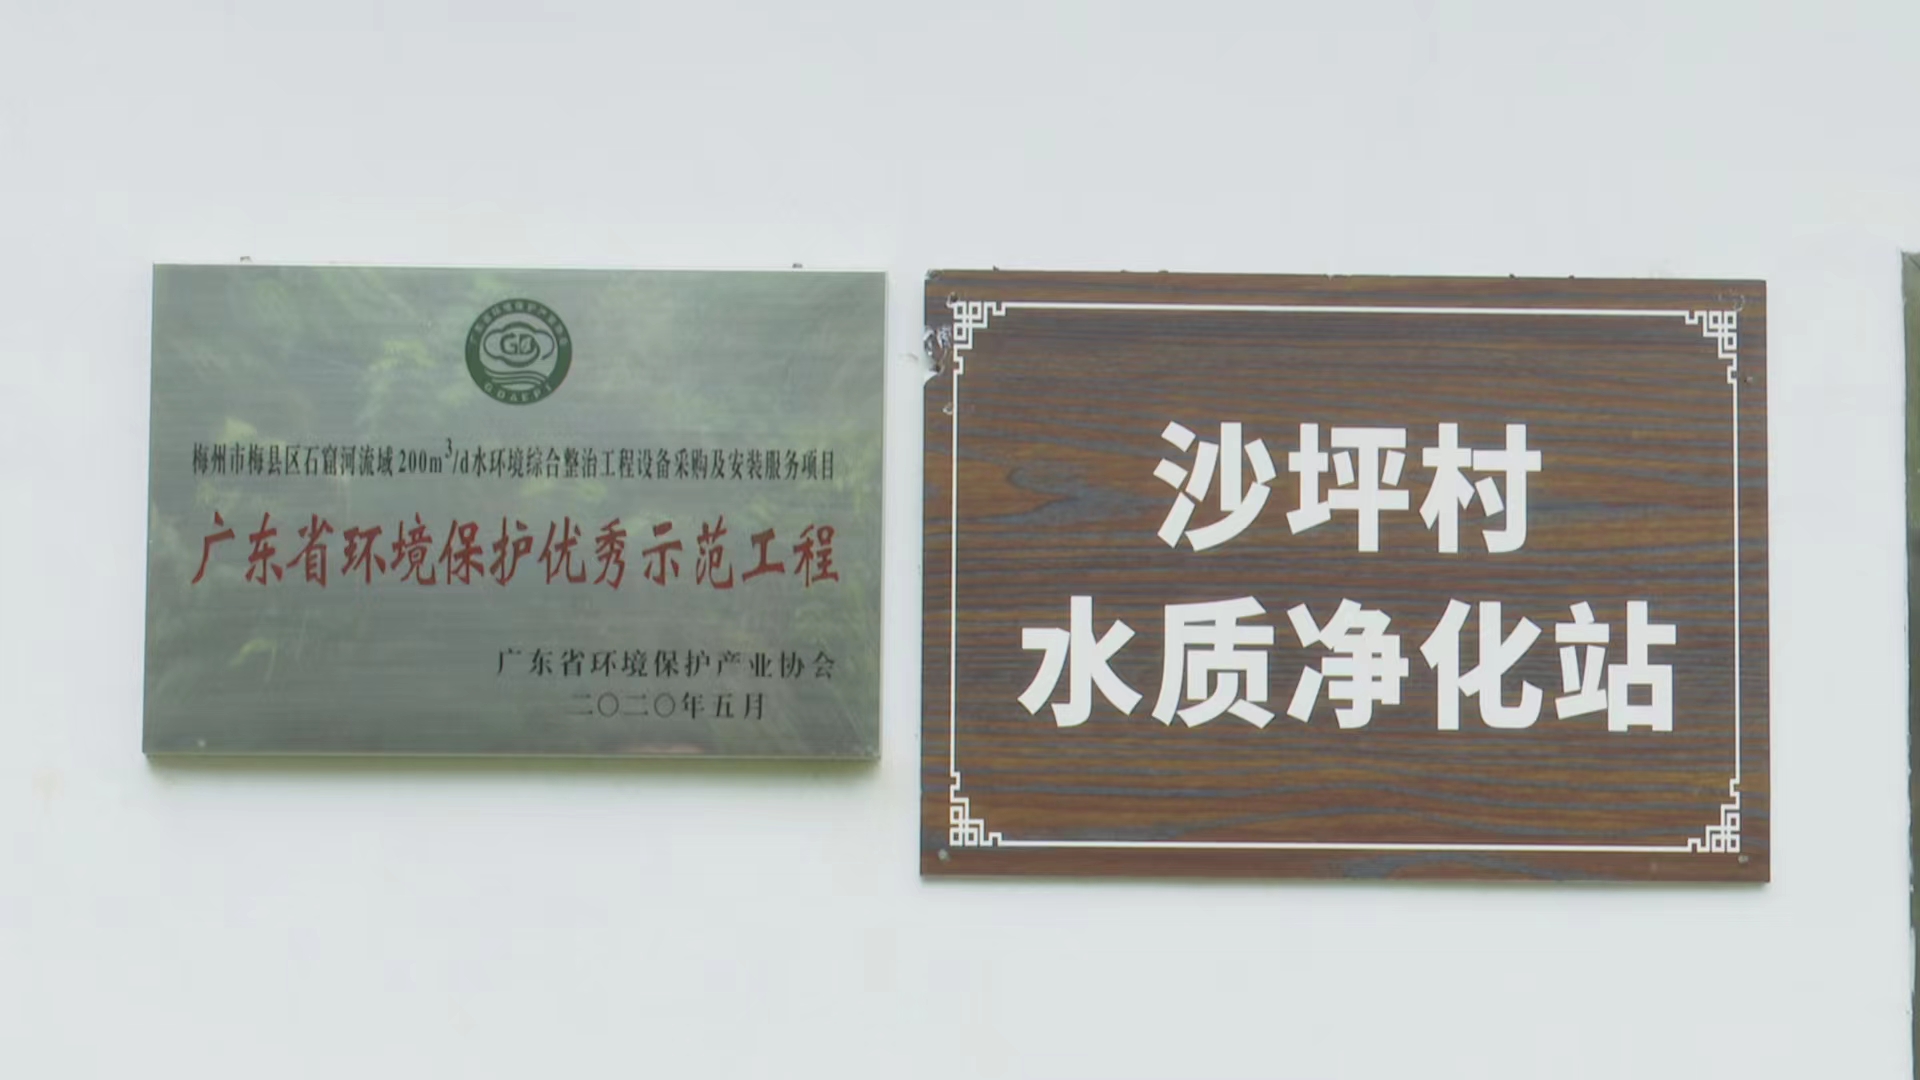 GD
GDAEPI
梅州市梅县区石窟河流域200m³/d水环境综合整治工程设备采购及安装服务项目
广东省环境保护优秀示范工程
广东省环境保护产业协会
二〇二〇年五月
沙坪村
水质净化站